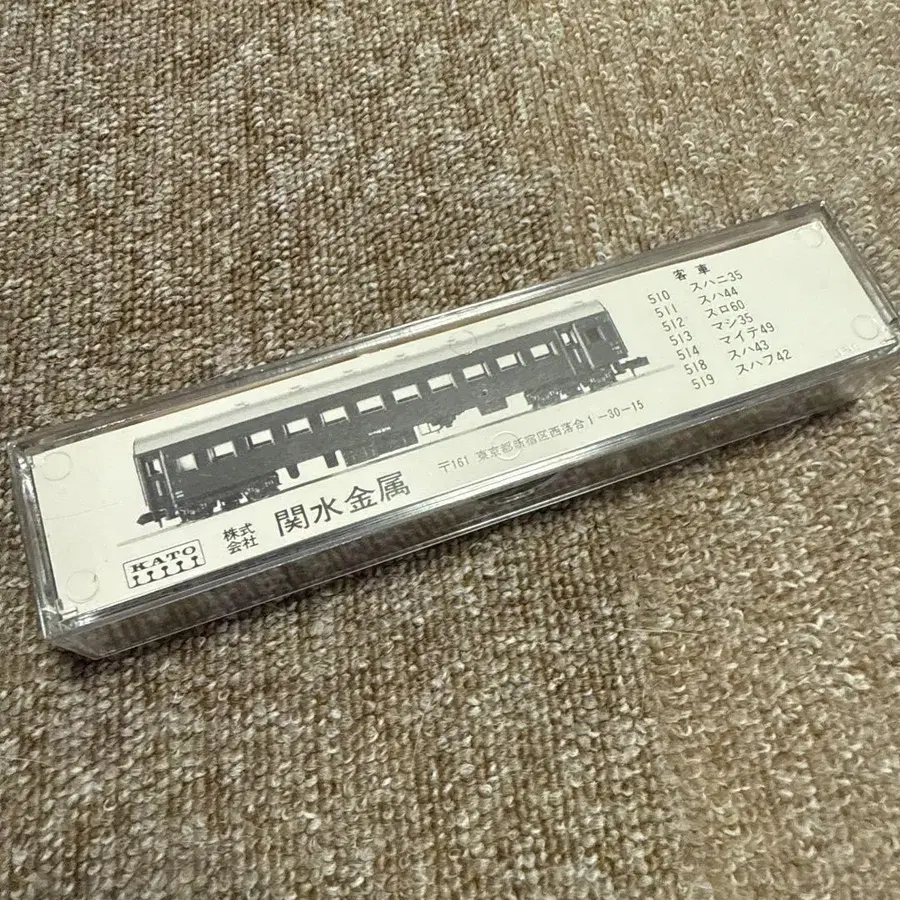 客車
510 スハニ35
511 スハ44
512 スロ60
513 マシ35
514 マイテ49
518 スハ43
519 スハフ42
〒161 東京都新宿区西落合1-30-15
株式会社 関水金属
KATO